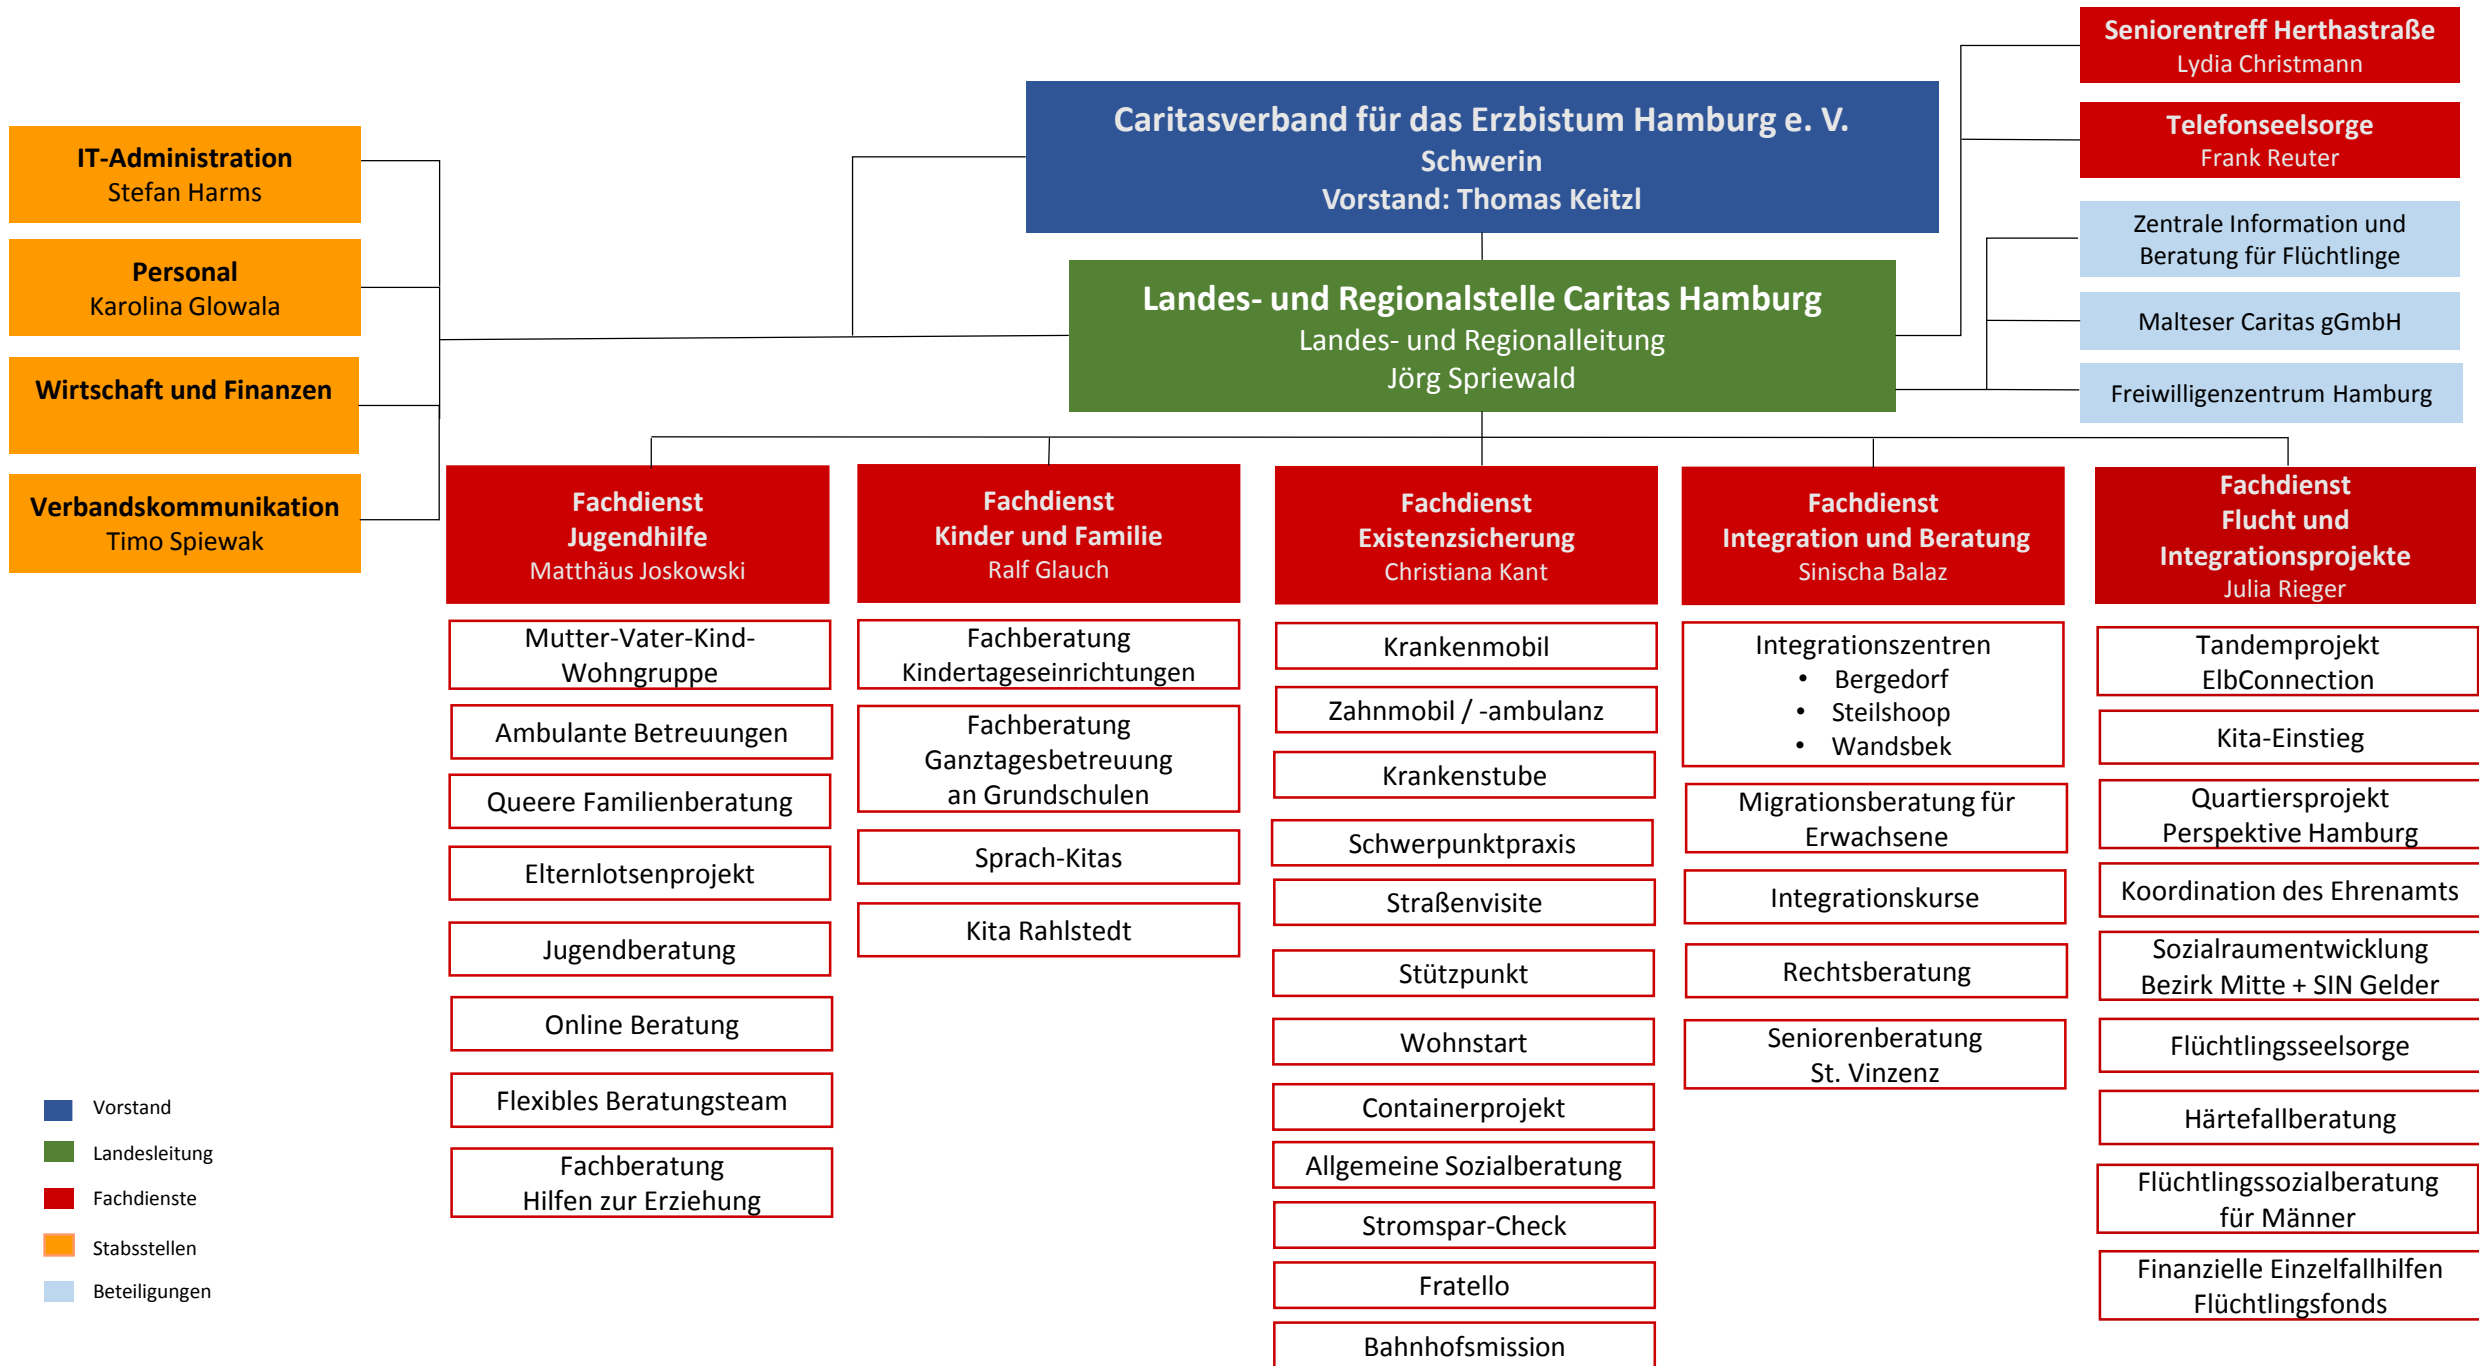 Caritasverband für das Erzbistum Hamburg e. V.
Schwerin
Vorstand: Thomas Keitzl
Landes- und Regionalstelle Caritas Hamburg
Landes- und Regionalleitung
Jörg Spriewald
IT-Administration
Stefan Harms
Personal
Karolina Glowala
Wirtschaft und Finanzen
Verbandskommunikation
Timo Spiewak
Seniorentreff Herthastraße
Lydia Christmann
Telefonseelsorge
Frank Reuter
Zentrale Information und
Beratung für Flüchtlinge
Malteser Caritas gGmbH
Freiwilligenzentrum Hamburg
Fachdienst
Jugendhilfe
Matthäus Joskowski
Mutter-Vater-Kind-
Wohngruppe
Ambulante Betreuungen
Queere Familienberatung
Elternlotsenprojekt
Jugendberatung
Online Beratung
Flexibles Beratungsteam
Fachberatung
Hilfen zur Erziehung
Fachdienst
Kinder und Familie
Ralf Glauch
Fachberatung
Kindertageseinrichtungen
Fachberatung
Ganztagesbetreuung
an Grundschulen
Sprach-Kitas
Kita Rahlstedt
Fachdienst
Existenzsicherung
Christiana Kant
Krankenmobil
Zahnmobil / -ambulanz
Krankenstube
Schwerpunktpraxis
Straßenvisite
Stützpunkt
Wohnstart
Containerprojekt
Allgemeine Sozialberatung
Stromspar-Check
Fratello
Bahnhofsmission
Fachdienst
Integration und Beratung
Sinischa Balaz
Integrationszentren
• Bergedorf
• Steilshoop
• Wandsbek
Migrationsberatung für
Erwachsene
Integrationskurse
Rechtsberatung
Seniorenberatung
St. Vinzenz
Fachdienst
Flucht und
Integrationsprojekte
Julia Rieger
Tandemprojekt
ElbConnection
Kita-Einstieg
Quartiersprojekt
Perspektive Hamburg
Koordination des Ehrenamts
Sozialraumentwicklung
Bezirk Mitte + SIN Gelder
Flüchtlingsseelsorge
Härtefallberatung
Flüchtlingssozialberatung
für Männer
Finanzielle Einzelfallhilfen
Flüchtlingsfonds
Vorstand
Landesleitung
Fachdienste
Stabsstellen
Beteiligungen